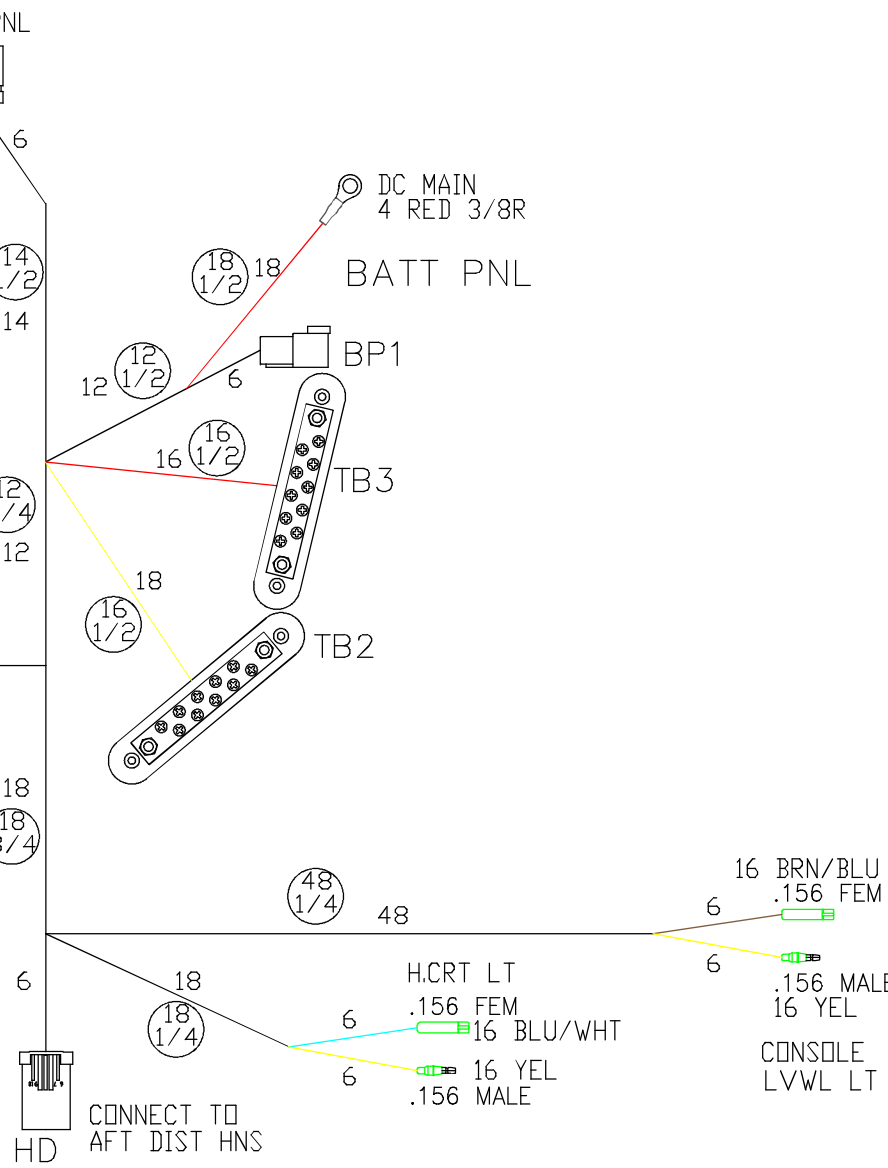 6
DC MAIN
4 RED 3/8R
14
1/2
18
1/2
18
BATT PNL
14
12
1/2
BP1
12
6
16
1/2
16
TB3
12
12
18
16
1/2
TB2
18
18
48
1/4
48
16 BRN/BLU
.156 FEM
6
6
.156 MALE
16 YEL
CONSOLE
LVWL LT
6
18
18
1/4
H.CRT LT
.156 FEM
6
16 BLU/WHT
6
16 YEL
.156 MALE
CONNECT TO
AFT DIST HNS
HD